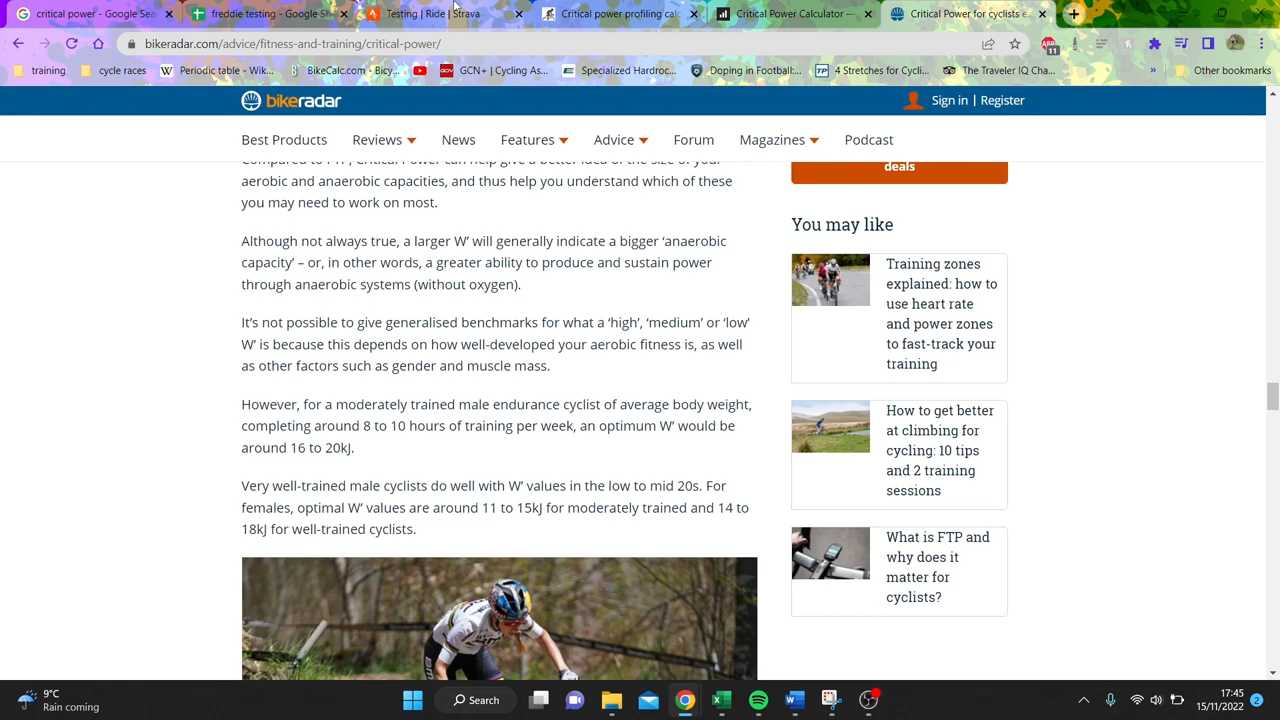 critical power - Google Sea
freddie testing - Google Sh
Testing | Ride | Strava
Critical power profiling calc
Critical Power Calculator —
Critical Power for cyclists e
bikeradar.com/advice/fitness-and-training/critical-power/
11
training
cycle races
Periodic table - Wik...
BikeCalc.com - Bicy...
GCN+ | Cycling As...
Specialized Hardroc...
Doping in Football:...
4 Stretches for Cycli...
The Traveler IO Cha...
»
Other bookmarks
bikeradar
Sign in | Register
Best Products
Reviews
News
Features
Advice
Forum
Magazines
Podcast
Compared to FTP, Critical Power can help give a better idea of the size of your
aerobic and anaerobic capacities, and thus help you understand which of these
you may need to work on most.
Although not always true, a larger W' will generally indicate a bigger 'anaerobic
capacity' – or, in other words, a greater ability to produce and sustain power
through anaerobic systems (without oxygen).
It's not possible to give generalised benchmarks for what a 'high', 'medium' or 'low'
W' is because this depends on how well-developed your aerobic fitness is, as well
as other factors such as gender and muscle mass.
However, for a moderately trained male endurance cyclist of average body weight,
completing around 8 to 10 hours of training per week, an optimum W' would be
around 16 to 20kJ.
Very well-trained male cyclists do well with W' values in the low to mid 20s. For
females, optimal W' values are around 11 to 15kJ for moderately trained and 14 to
18kJ for well-trained cyclists.
deals
You may like
Training zones
explained: how to
use heart rate
and power zones
to fast-track your
training
How to get better
at climbing for
cycling: 10 tips
and 2 training
sessions
What is FTP and
why does it
matter for
cyclists?
9°C
Rain coming
Search
17:45
15/11/2022
2